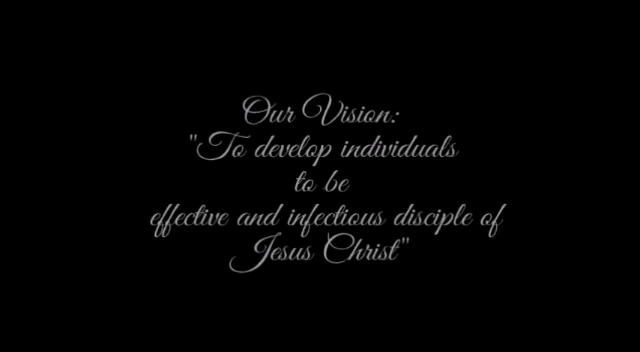 Our Vision:
"To develop individuals
to be
effective and infectious disciple of
Jesus Christ"